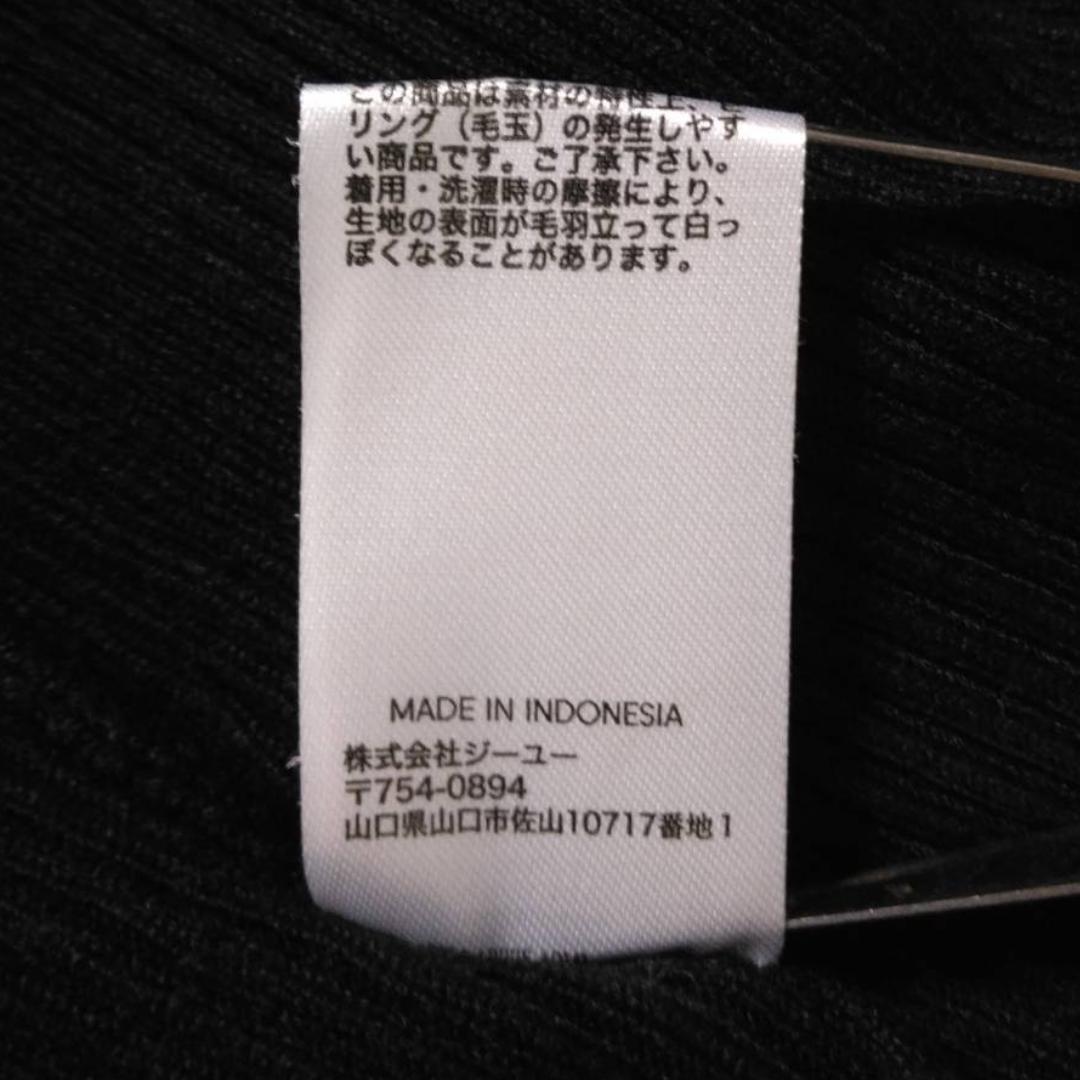 この商品は素材の特性上、ピ
リング（毛玉）の発生しやす
い商品です。ご了承下さい。
着用・洗濯時の摩擦により、
生地の表面が毛羽立って白っ
ぽくなることがあります。
MADE IN INDONESIA
株式会社ジーユー
〒754-0894
山口県山口市佐山10717番地1